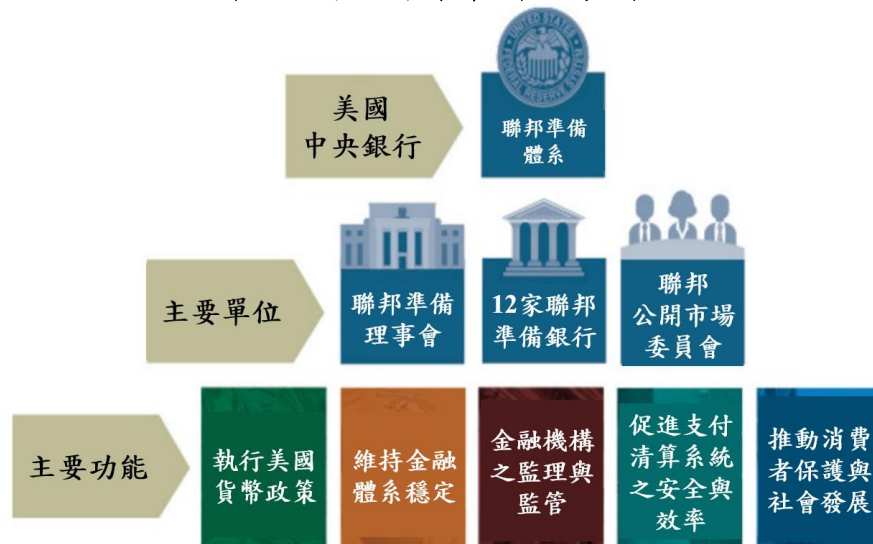 美國
中央銀行
UNITED STATES
FEDERAL RESERVE SYSTEM
聯邦準備
體系
主要單位
聯邦準備
理事會
12家聯邦
準備銀行
聯邦
公開市場
委員會
主要功能
執行美國
貨幣政策
維持金融
體系穩定
金融機構
之監理與
監管
促進支付
清算系統
之安全與
效率
推動消費
者保護與
社會發展